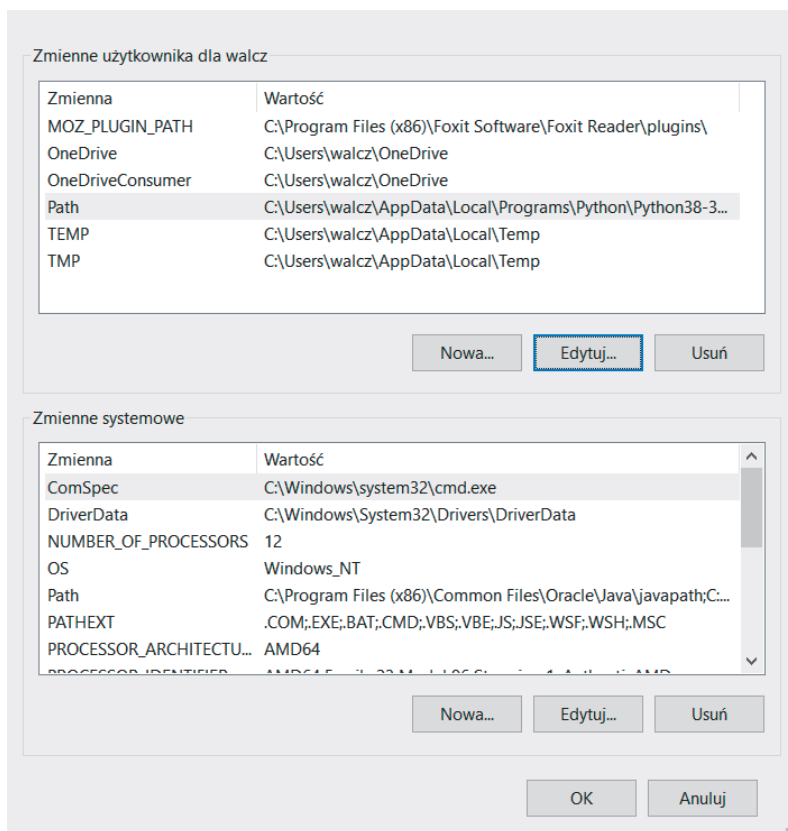 Zmienne użytkownika dla walcz
Zmienna Wartość
MOZ_PLUGIN_PATH C:\Program Files (x86)\Foxit Software\Foxit Reader\plugins\
OneDrive C:\Users\walcz\OneDrive
OneDriveConsumer C:\Users\walcz\OneDrive
Path C:\Users\walcz\AppData\Local\Programs\Python\Python38-3...
TEMP C:\Users\walcz\AppData\Local\Temp
TMP C:\Users\walcz\AppData\Local\Temp
Nowa... Edytuj... Usuń
Zmienne systemowe
Zmienna Wartość
ComSpec C:\Windows\system32\cmd.exe
DriverData C:\Windows\System32\Drivers\DriverData
NUMBER_OF_PROCESSORS 12
OS Windows_NT
Path C:\Program Files (x86)\Common Files\Oracle\Java\javapath;C:...
PATHEXT .COM;.EXE;.BAT;.CMD;.VBS;.VBE;.JS;.JSE;.WSF;.WSH;.MSC
PROCESSOR_ARCHITECTU... AMD64
Nowa... Edytuj... Usuń
OK Anuluj